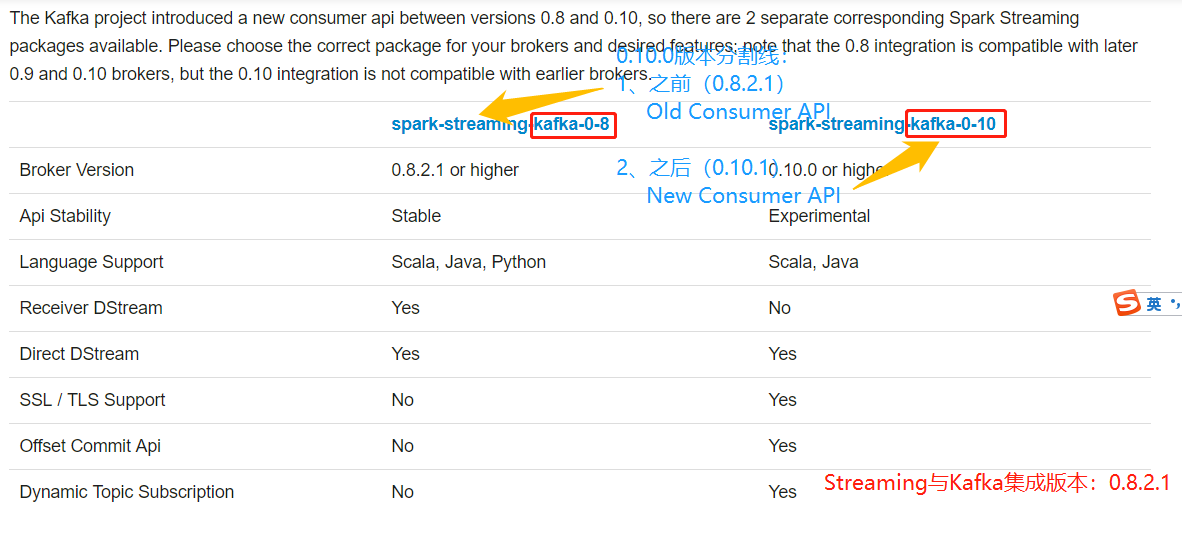 The Kafka project introduced a new consumer api between versions 0.8 and 0.10, so there are 2 separate corresponding Spark Streaming
packages available. Please choose the correct package for your brokers and desired features; note that the 0.8 integration is compatible with later
0.9 and 0.10 brokers, but the 0.10 integration is not compatible with earlier brokers.
0.10.0版本分割线：
1、之前（0.8.2.1）
Old Consumer API
2、之后（0.10.1）
New Consumer API
spark-streaming-kafka-0-8 spark-streaming-kafka-0-10
Broker Version 0.8.2.1 or higher 0.10.0 or higher
Api Stability Stable Experimental
Language Support Scala, Java, Python Scala, Java
Receiver DStream Yes No
英 •,
Direct DStream Yes Yes
SSL / TLS Support No Yes
Offset Commit Api No Yes
Dynamic Topic Subscription No Yes
Streaming与Kafka集成版本：0.8.2.1